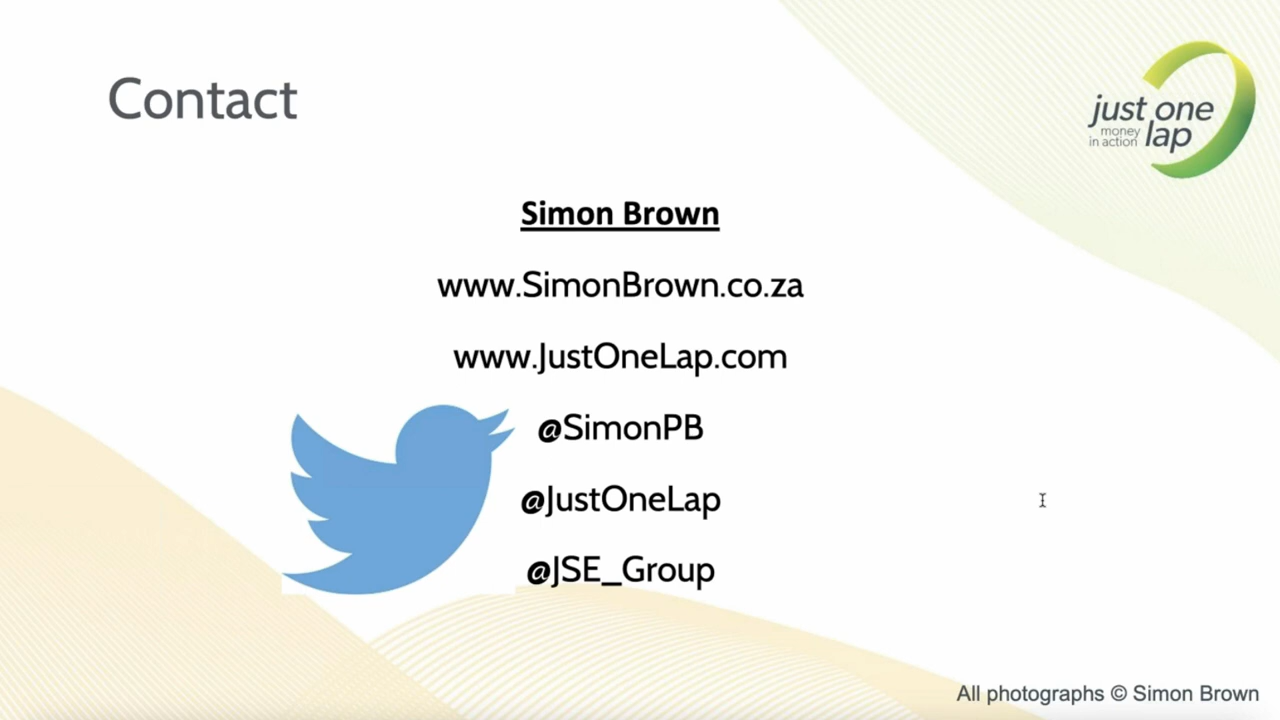 Contact
just one
money
in action lap
Simon Brown
www.SimonBrown.co.za
www.JustOneLap.com
@SimonPB
@JustOneLap
@JSE_Group
All photographs © Simon Brown